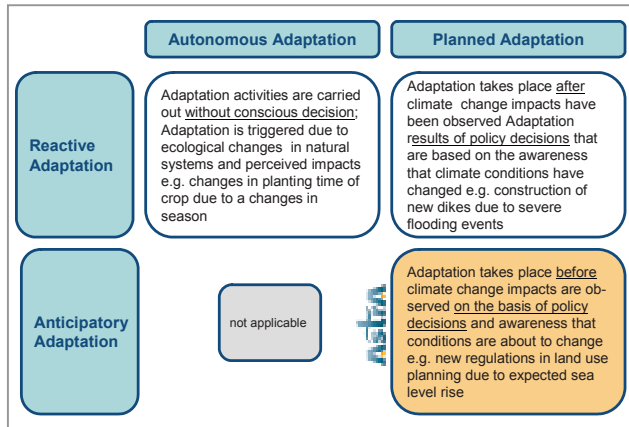 Autonomous Adaptation
Planned Adaptation
Reactive
Adaptation
Adaptation activities are carried
out without conscious decision;
Adaptation is triggered due to
ecological changes in natural
systems and perceived impacts
e.g. changes in planting time of
crop due to a changes in
season
Adaptation takes place after
climate change impacts have
been observed Adaptation
results of policy decisions that
are based on the awareness
that climate conditions have
changed e.g. construction of
new dikes due to severe
flooding events
Anticipatory
Adaptation
not applicable
astra
Adaptation takes place before
climate change impacts are ob-
served on the basis of policy
decisions and awareness that
conditions are about to change
e.g. new regulations in land use
planning due to expected sea
level rise